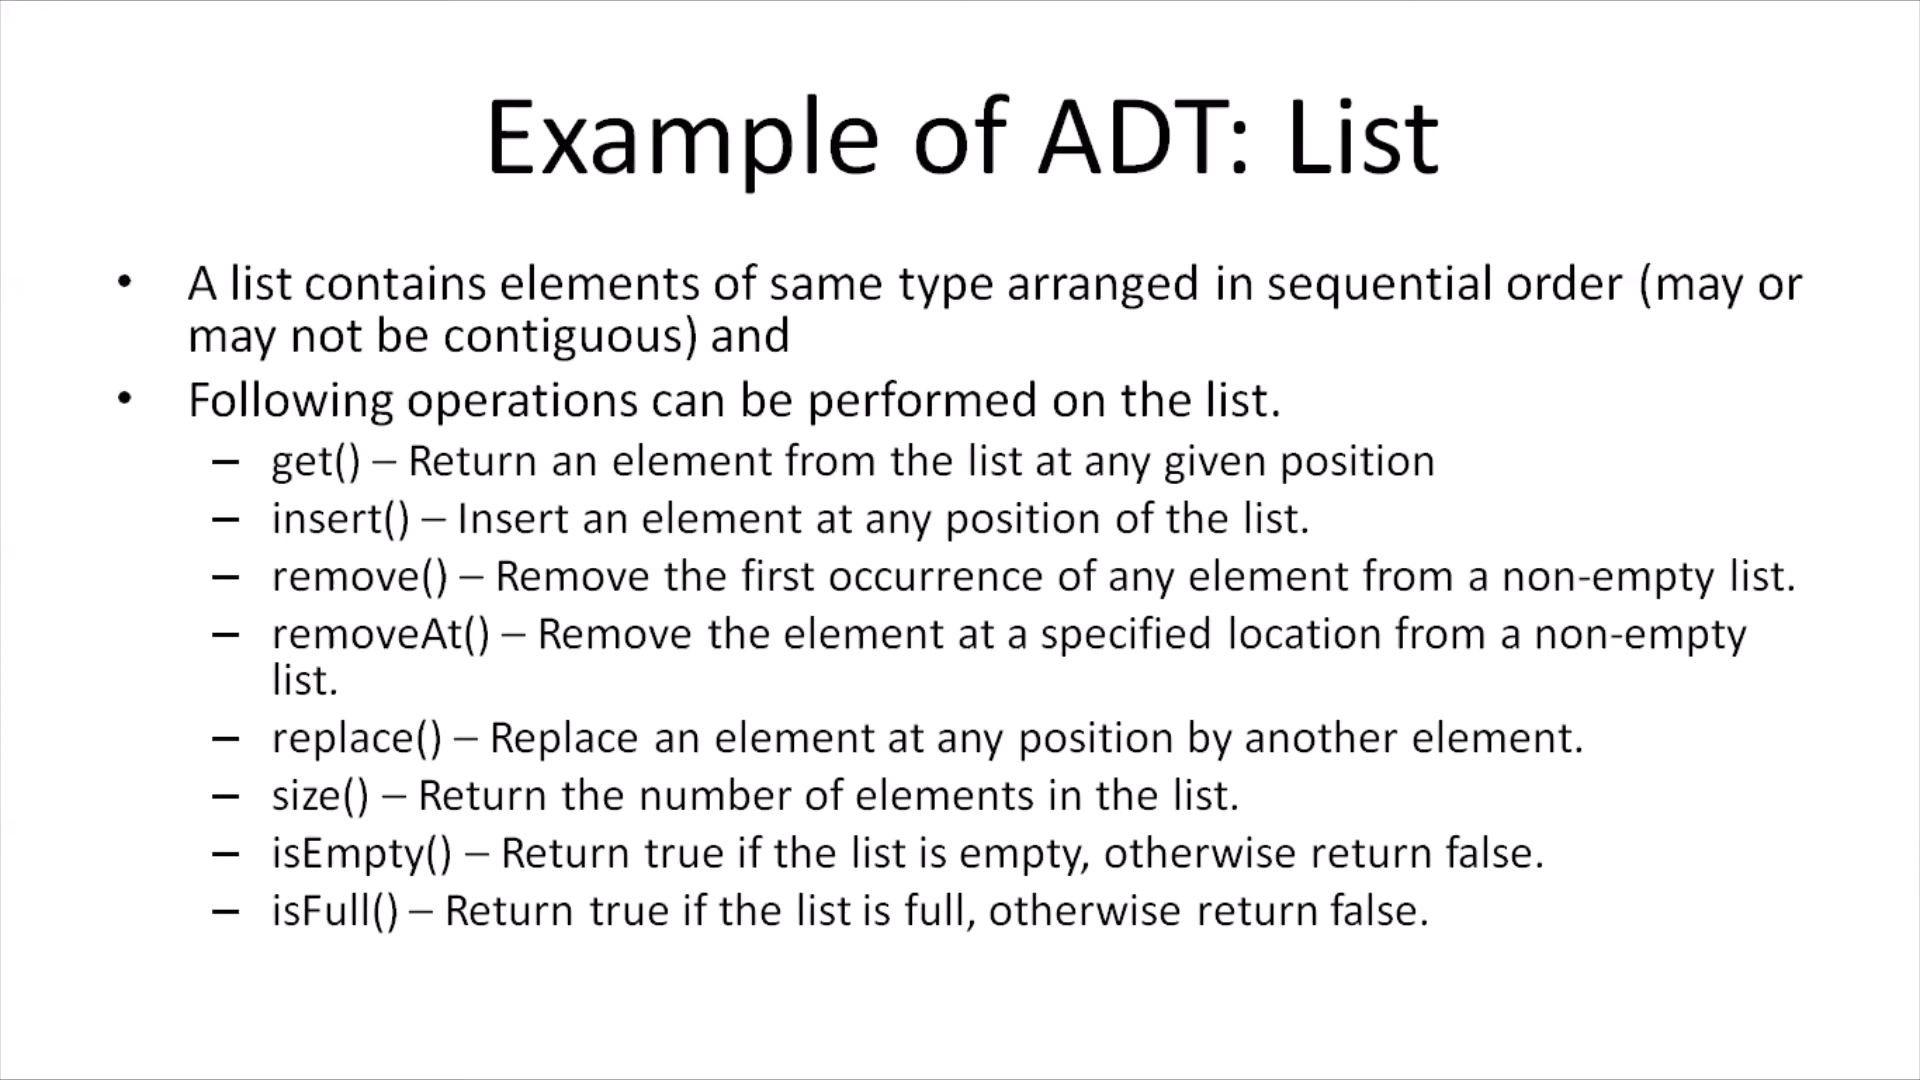 Example of ADT: List
• A list contains elements of same type arranged in sequential order (may or
may not be contiguous) and
• Following operations can be performed on the list.
– get() – Return an element from the list at any given position
– insert() – Insert an element at any position of the list.
– remove() – Remove the first occurrence of any element from a non-empty list.
– removeAt() – Remove the element at a specified location from a non-empty
list.
– replace() – Replace an element at any position by another element.
– size() – Return the number of elements in the list.
– isEmpty() – Return true if the list is empty, otherwise return false.
– isFull() – Return true if the list is full, otherwise return false.